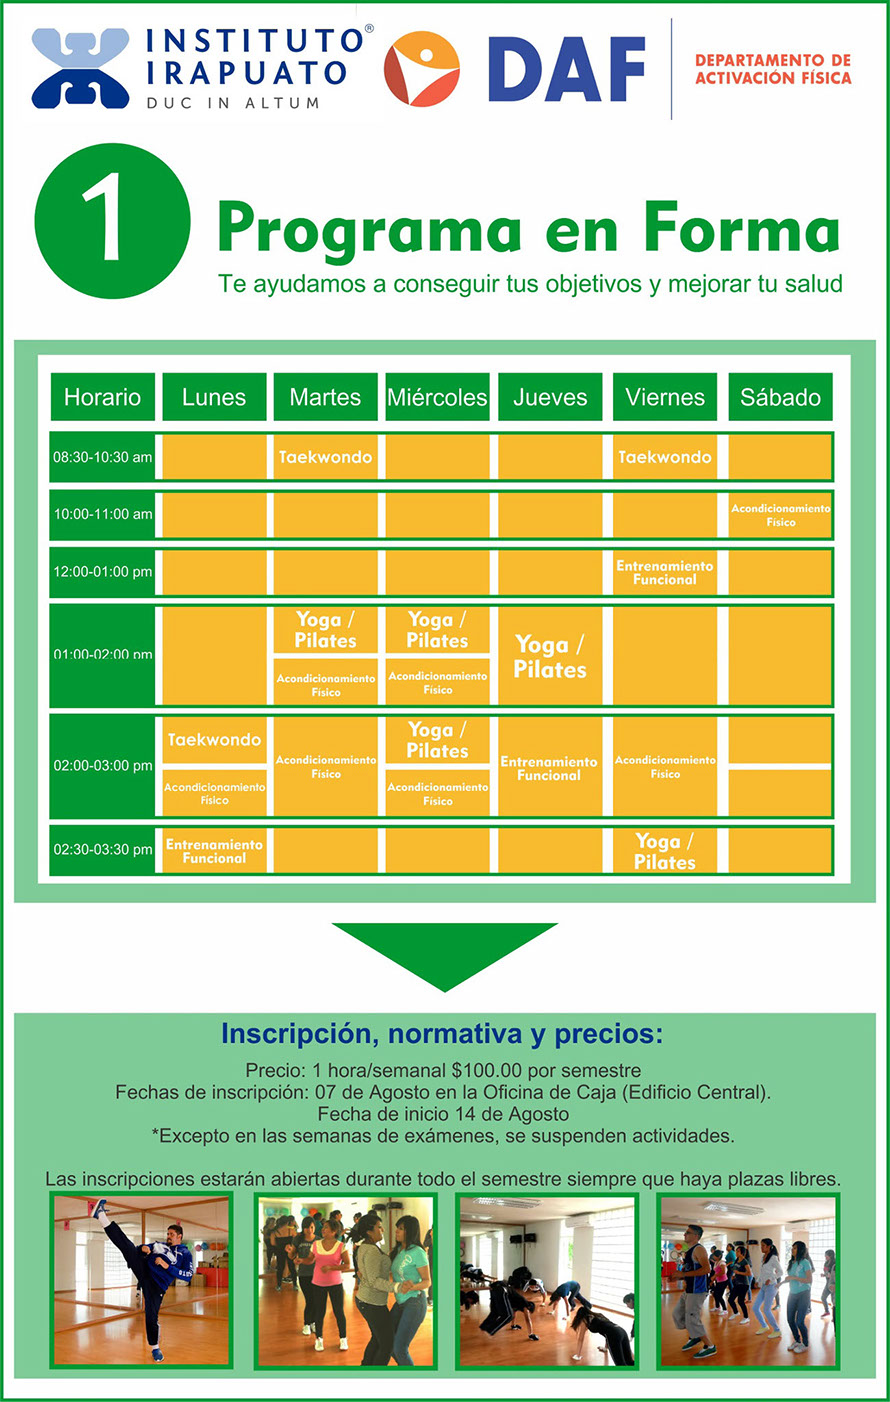 INSTITUTO®
IRAPUATO
DUC IN ALTUM
DAF
DEPARTAMENTO DE
ACTIVACIÓN FÍSICA
1
Programa en Forma
Te ayudamos a conseguir tus objetivos y mejorar tu salud
Horario Lunes Martes Miércoles Jueves Viernes Sábado
08:30-10:30 am Taekwondo Taekwondo
10:00-11:00 am Acondicionamiento
Físico
12:00-01:00 pm Entrenamiento
Funcional
01:00-02:00 pm
Yoga /
Pilates
Acondicionamiento
Físico
Yoga /
Pilates
Acondicionamiento
Físico
Yoga /
Pilates
02:00-03:00 pm
Taekwondo
Acondicionamiento
Físico
Acondicionamiento
Físico
Yoga /
Pilates
Acondicionamiento
Físico
Entrenamiento
Funcional
Acondicionamiento
Físico
02:30-03:30 pm
Entrenamiento
Funcional
Yoga /
Pilates
Inscripción, normativa y precios:
Precio: 1 hora/semanal $100.00 por semestre
Fechas de inscripción: 07 de Agosto en la Oficina de Caja (Edificio Central).
Fecha de inicio 14 de Agosto
*Excepto en las semanas de exámenes, se suspenden actividades.
Las inscripciones estarán abiertas durante todo el semestre siempre que haya plazas libres.